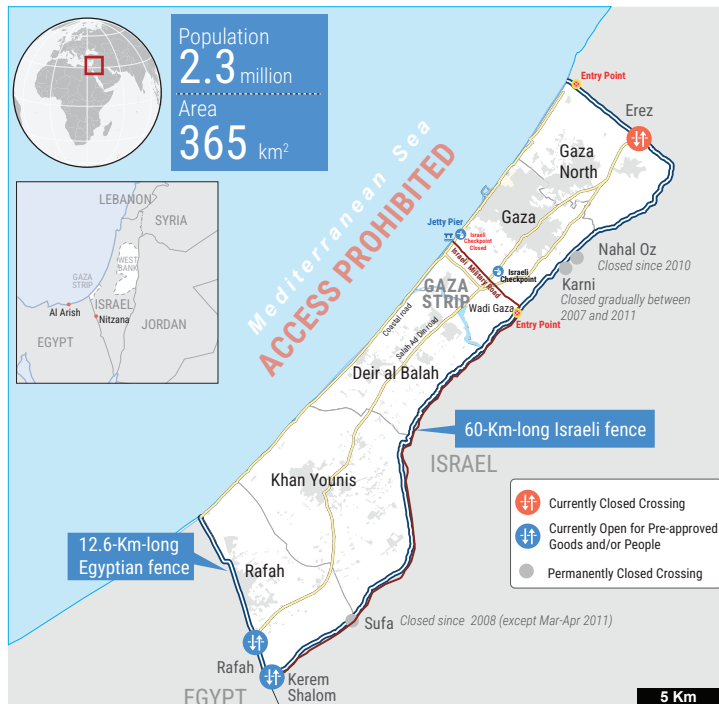 Population
2.3 million
Area
365 km²
Mediterranean Sea
ACCESS PROHIBITED
LEBANON
SYRIA
WEST
BANK
GAZA
STRIP
ISRAEL
Al Arish
Nitzana
JORDAN
EGYPT
Entry Point
Erez
Gaza
North
Gaza
Jetty Pier
Israeli
Checkpoint
Closed
Israeli Military Road
Israeli
Checkpoint
Nahal Oz
Closed since 2010
Karni
Closed gradually between
2007 and 2011
GAZA
STRIP
Wadi Gaza
Entry Point
Coastal road
Salah Ad Din road
Deir al Balah
60-Km-long Israeli fence
ISRAEL
Khan Younis
Currently Closed Crossing
Currently Open for Pre-approved
Goods and/or People
Permanently Closed Crossing
12.6-Km-long
Egyptian fence
Rafah
Sufa Closed since 2008 (except Mar-Apr 2011)
Rafah
Kerem
Shalom
EGYPT
5 Km